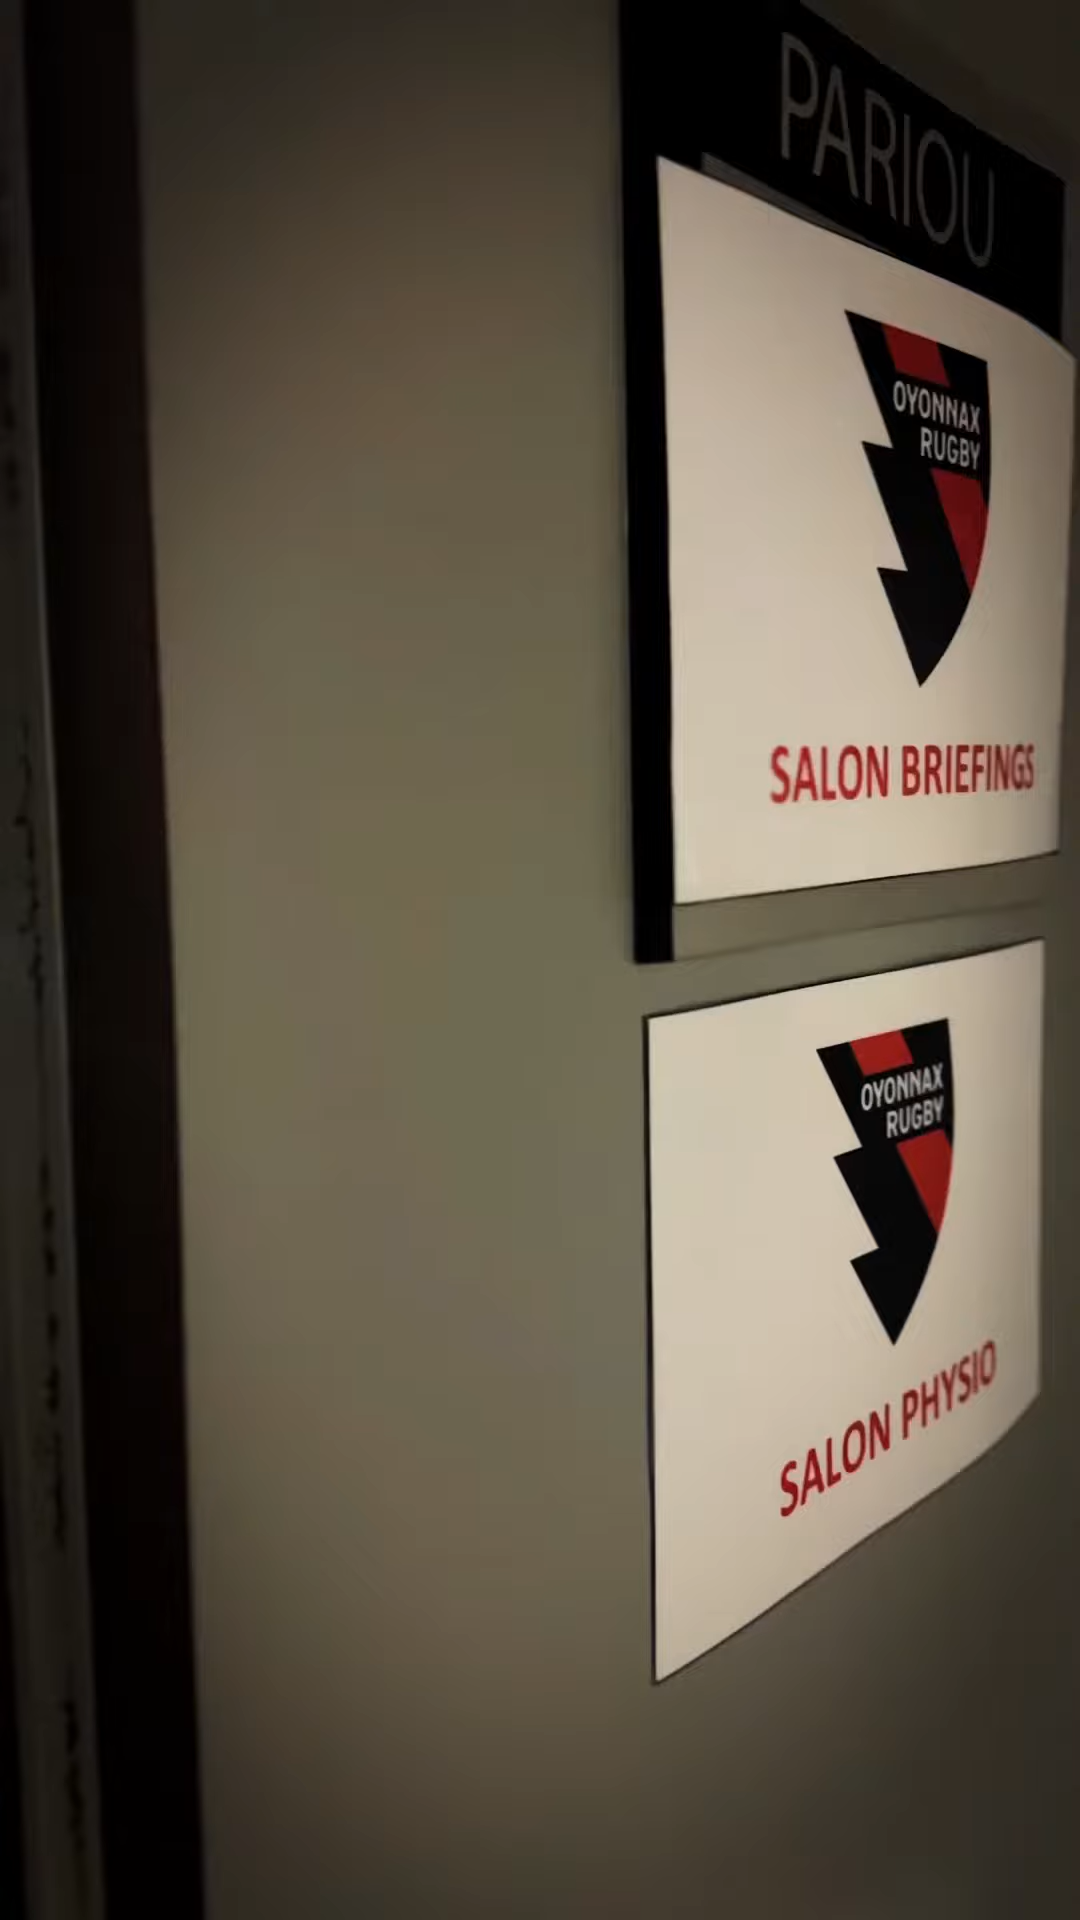 PARIOU
OYONNAX
RUGBY
SALON BRIEFINGS
OYONNAX
RUGBY
SALON PHYSIO